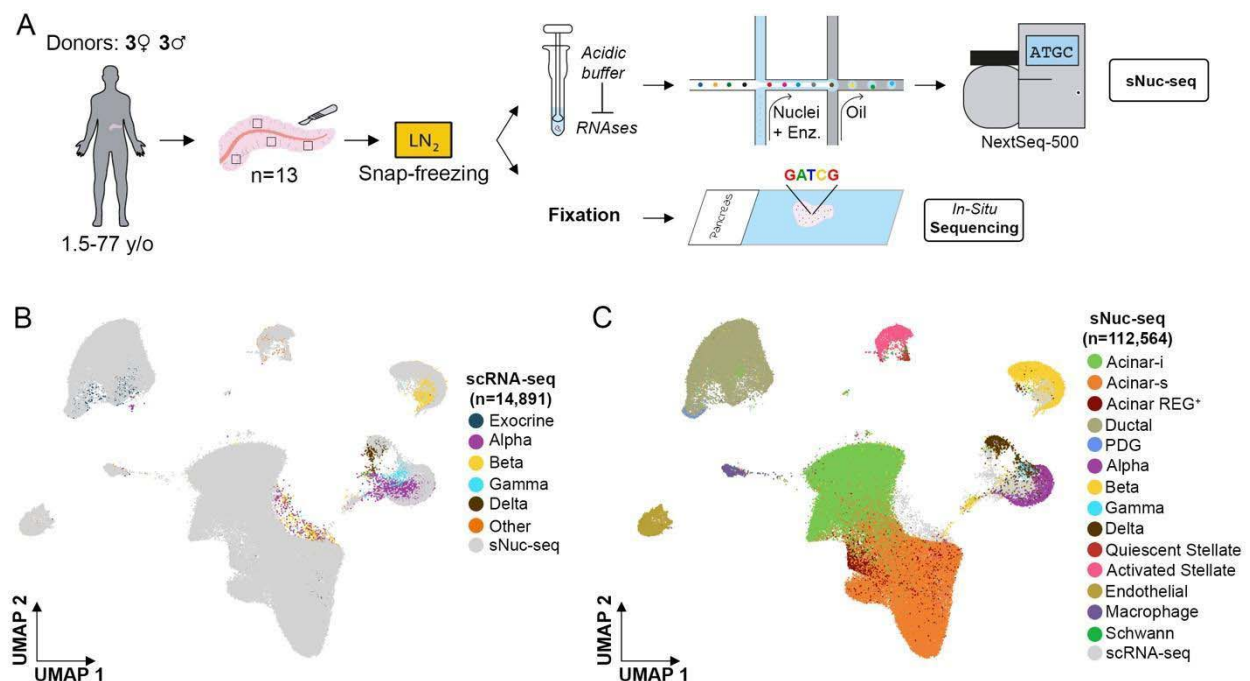 A
Donors: 3♀ 3♂
1.5-77 y/o
n=13
LN₂
Snap-freezing
Acidic
buffer
RNAses
Nuclei
+ Enz.
Oil
ATGC
NextSeq-500
sNuc-seq
Fixation
Pancreas
GATCG
In-Situ
Sequencing
B
scRNA-seq
(n=14,891)
Exocrine
Alpha
Beta
Gamma
Delta
Other
sNuc-seq
UMAP 2
UMAP 1
C
sNuc-seq
(n=112,564)
Acinar-i
Acinar-s
Acinar REG⁺
Ductal
PDG
Alpha
Beta
Gamma
Delta
Quiescent Stellate
Activated Stellate
Endothelial
Macrophage
Schwann
scRNA-seq
UMAP 2
UMAP 1